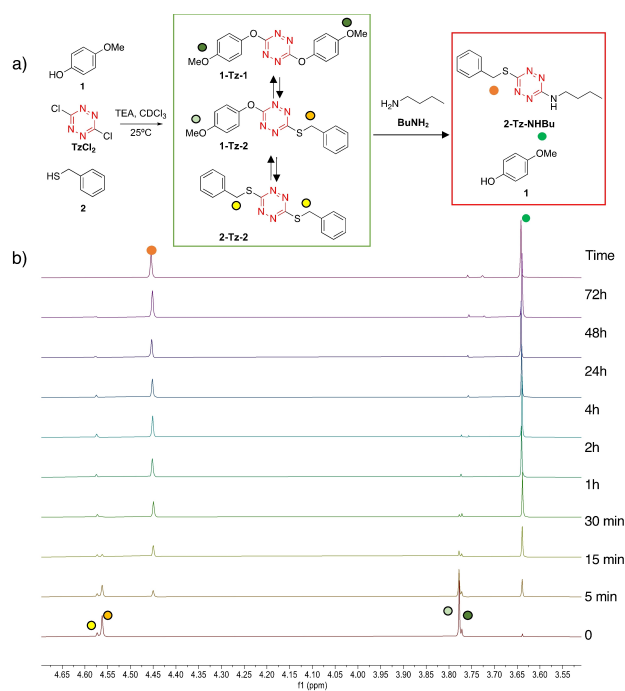 a)
OMe
HO
1
Cl
N N
N N
Cl
TzCl2
HS
2
TEA, CDCl3
25ºC
MeO
O
N N
N N
O
OMe
1-Tz-1
MeO
O
N N
N N
S
1-Tz-2
S
N N
N N
S
2-Tz-2
H2N
BuNH2
S
N N
N N
N
H
2-Tz-NHBu
OMe
HO
1
b)
Time
72h
48h
24h
4h
2h
1h
30 min
15 min
5 min
0
4.65 4.60 4.55 4.50 4.45 4.40 4.35 4.30 4.25 4.20 4.15 4.10 4.05 4.00 3.95 3.90 3.85 3.80 3.75 3.70 3.65 3.60 3.55
f1 (ppm)